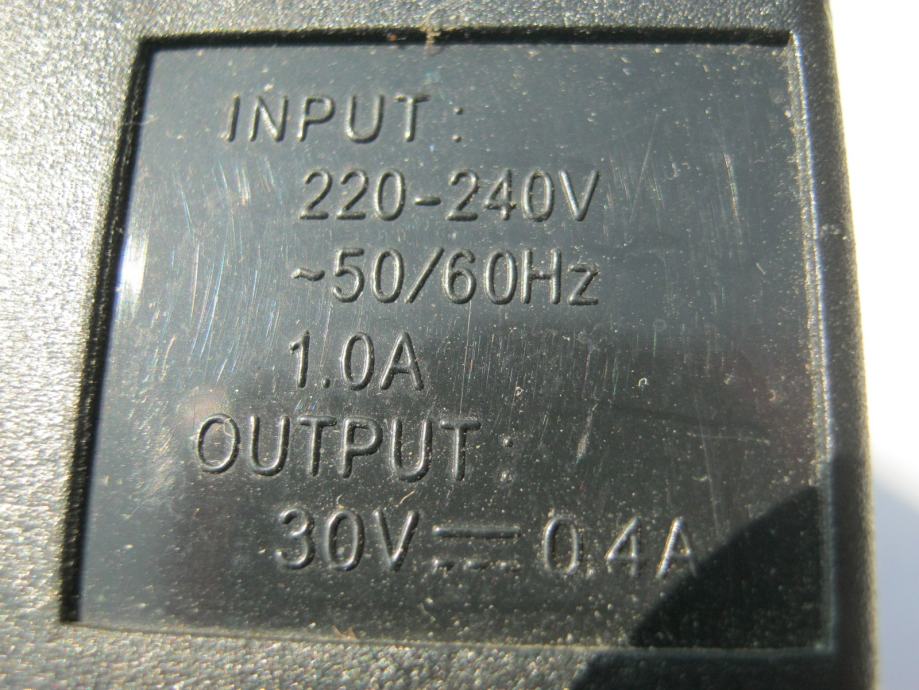 INPUT:
220-240V
~50/60Hz
1.0A
OUTPUT:
30V⎓0.4A